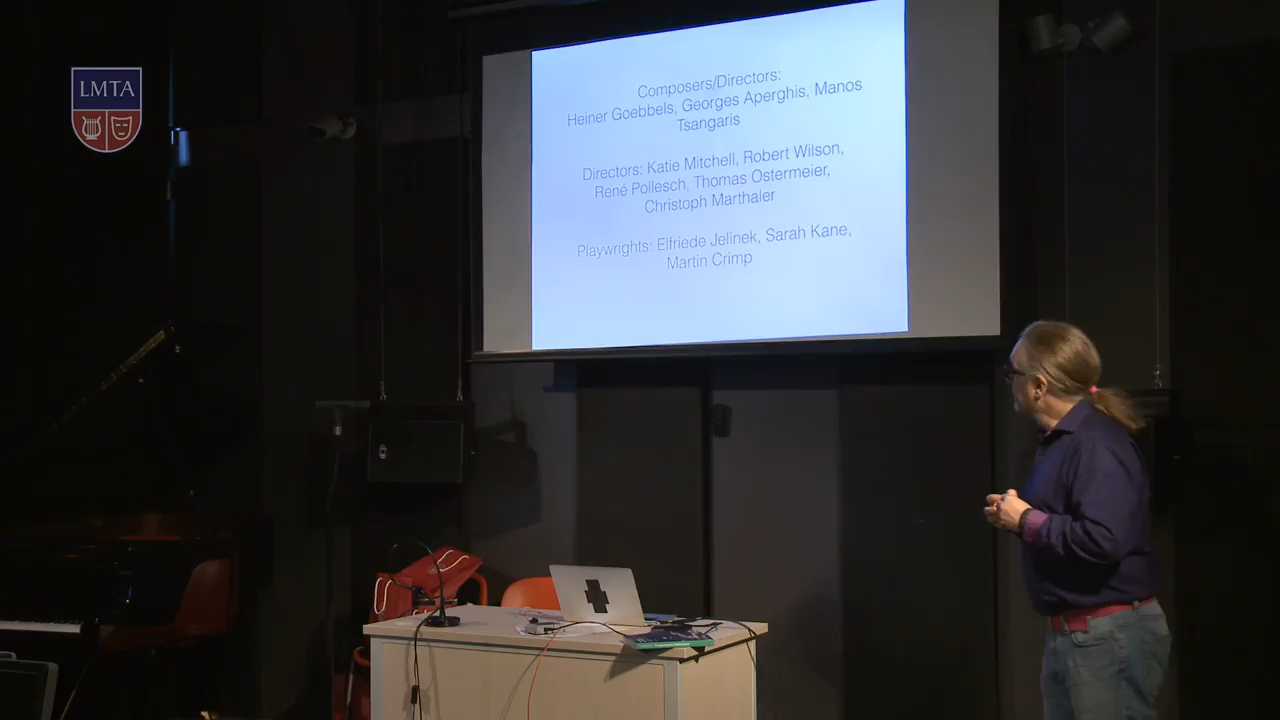 LMTA
Composers/Directors:
Heiner Goebbels, Georges Aperghis, Manos
Tsangaris
Directors: Katie Mitchell, Robert Wilson,
René Pollesch, Thomas Ostermeier,
Christoph Marthaler
Playwrights: Elfriede Jelinek, Sarah Kane,
Martin Crimp